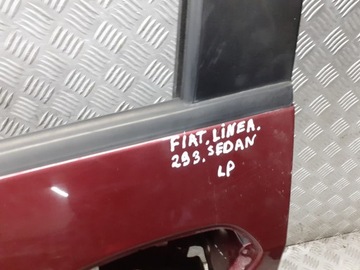 FIAT. LINEA.
293. SEDAN
LP